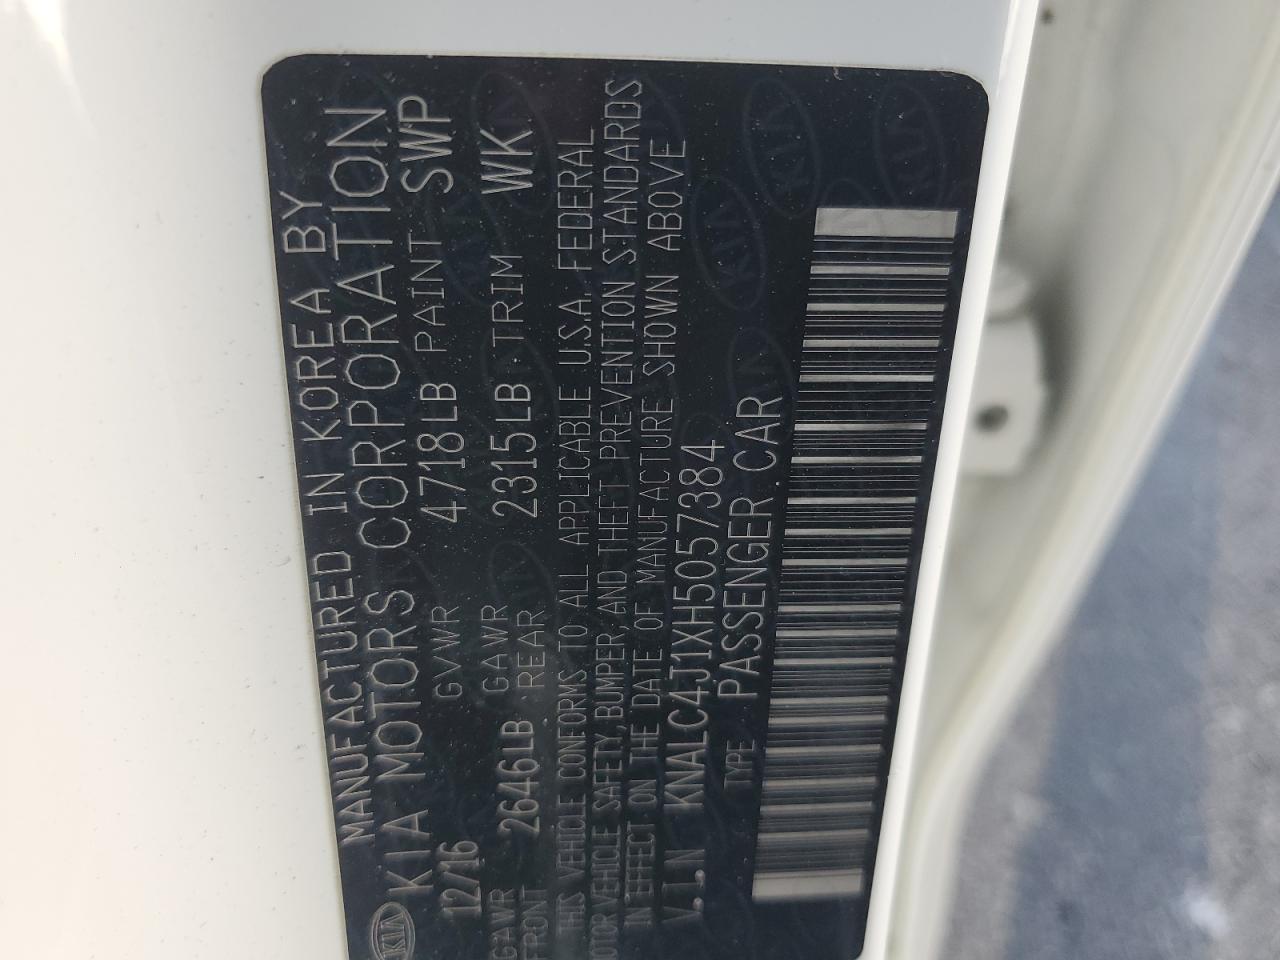 MANUFACTURED IN KOREA BY
KIA MOTORS CORPORATION
12/16 GVWR 4718LB PAINT SWP
GAWR FRONT 2646LB GAWR REAR 2315LB TRIM WK
THIS VEHICLE CONFORMS TO ALL APPLICABLE U.S.A. FEDERAL
MOTOR VEHICLE SAFETY, BUMPER, AND THEFT PREVENTION STANDARDS
IN EFFECT ON THE DATE OF MANUFACTURE SHOWN ABOVE
V.I.N KNALC4J1XH5057384
TYPE PASSENGER CAR
KIA